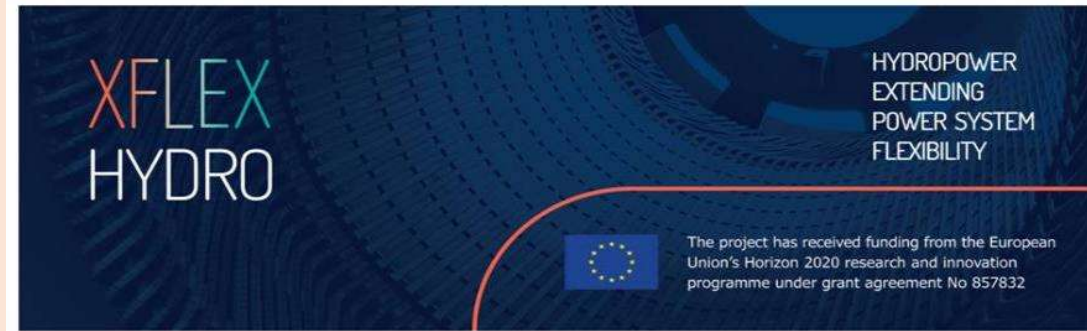 XFLEX
HYDRO
HYDROPOWER
EXTENDING
POWER SYSTEM
FLEXIBILITY
The project has received funding from the European
Union's Horizon 2020 research and innovation
programme under grant agreement No 857832